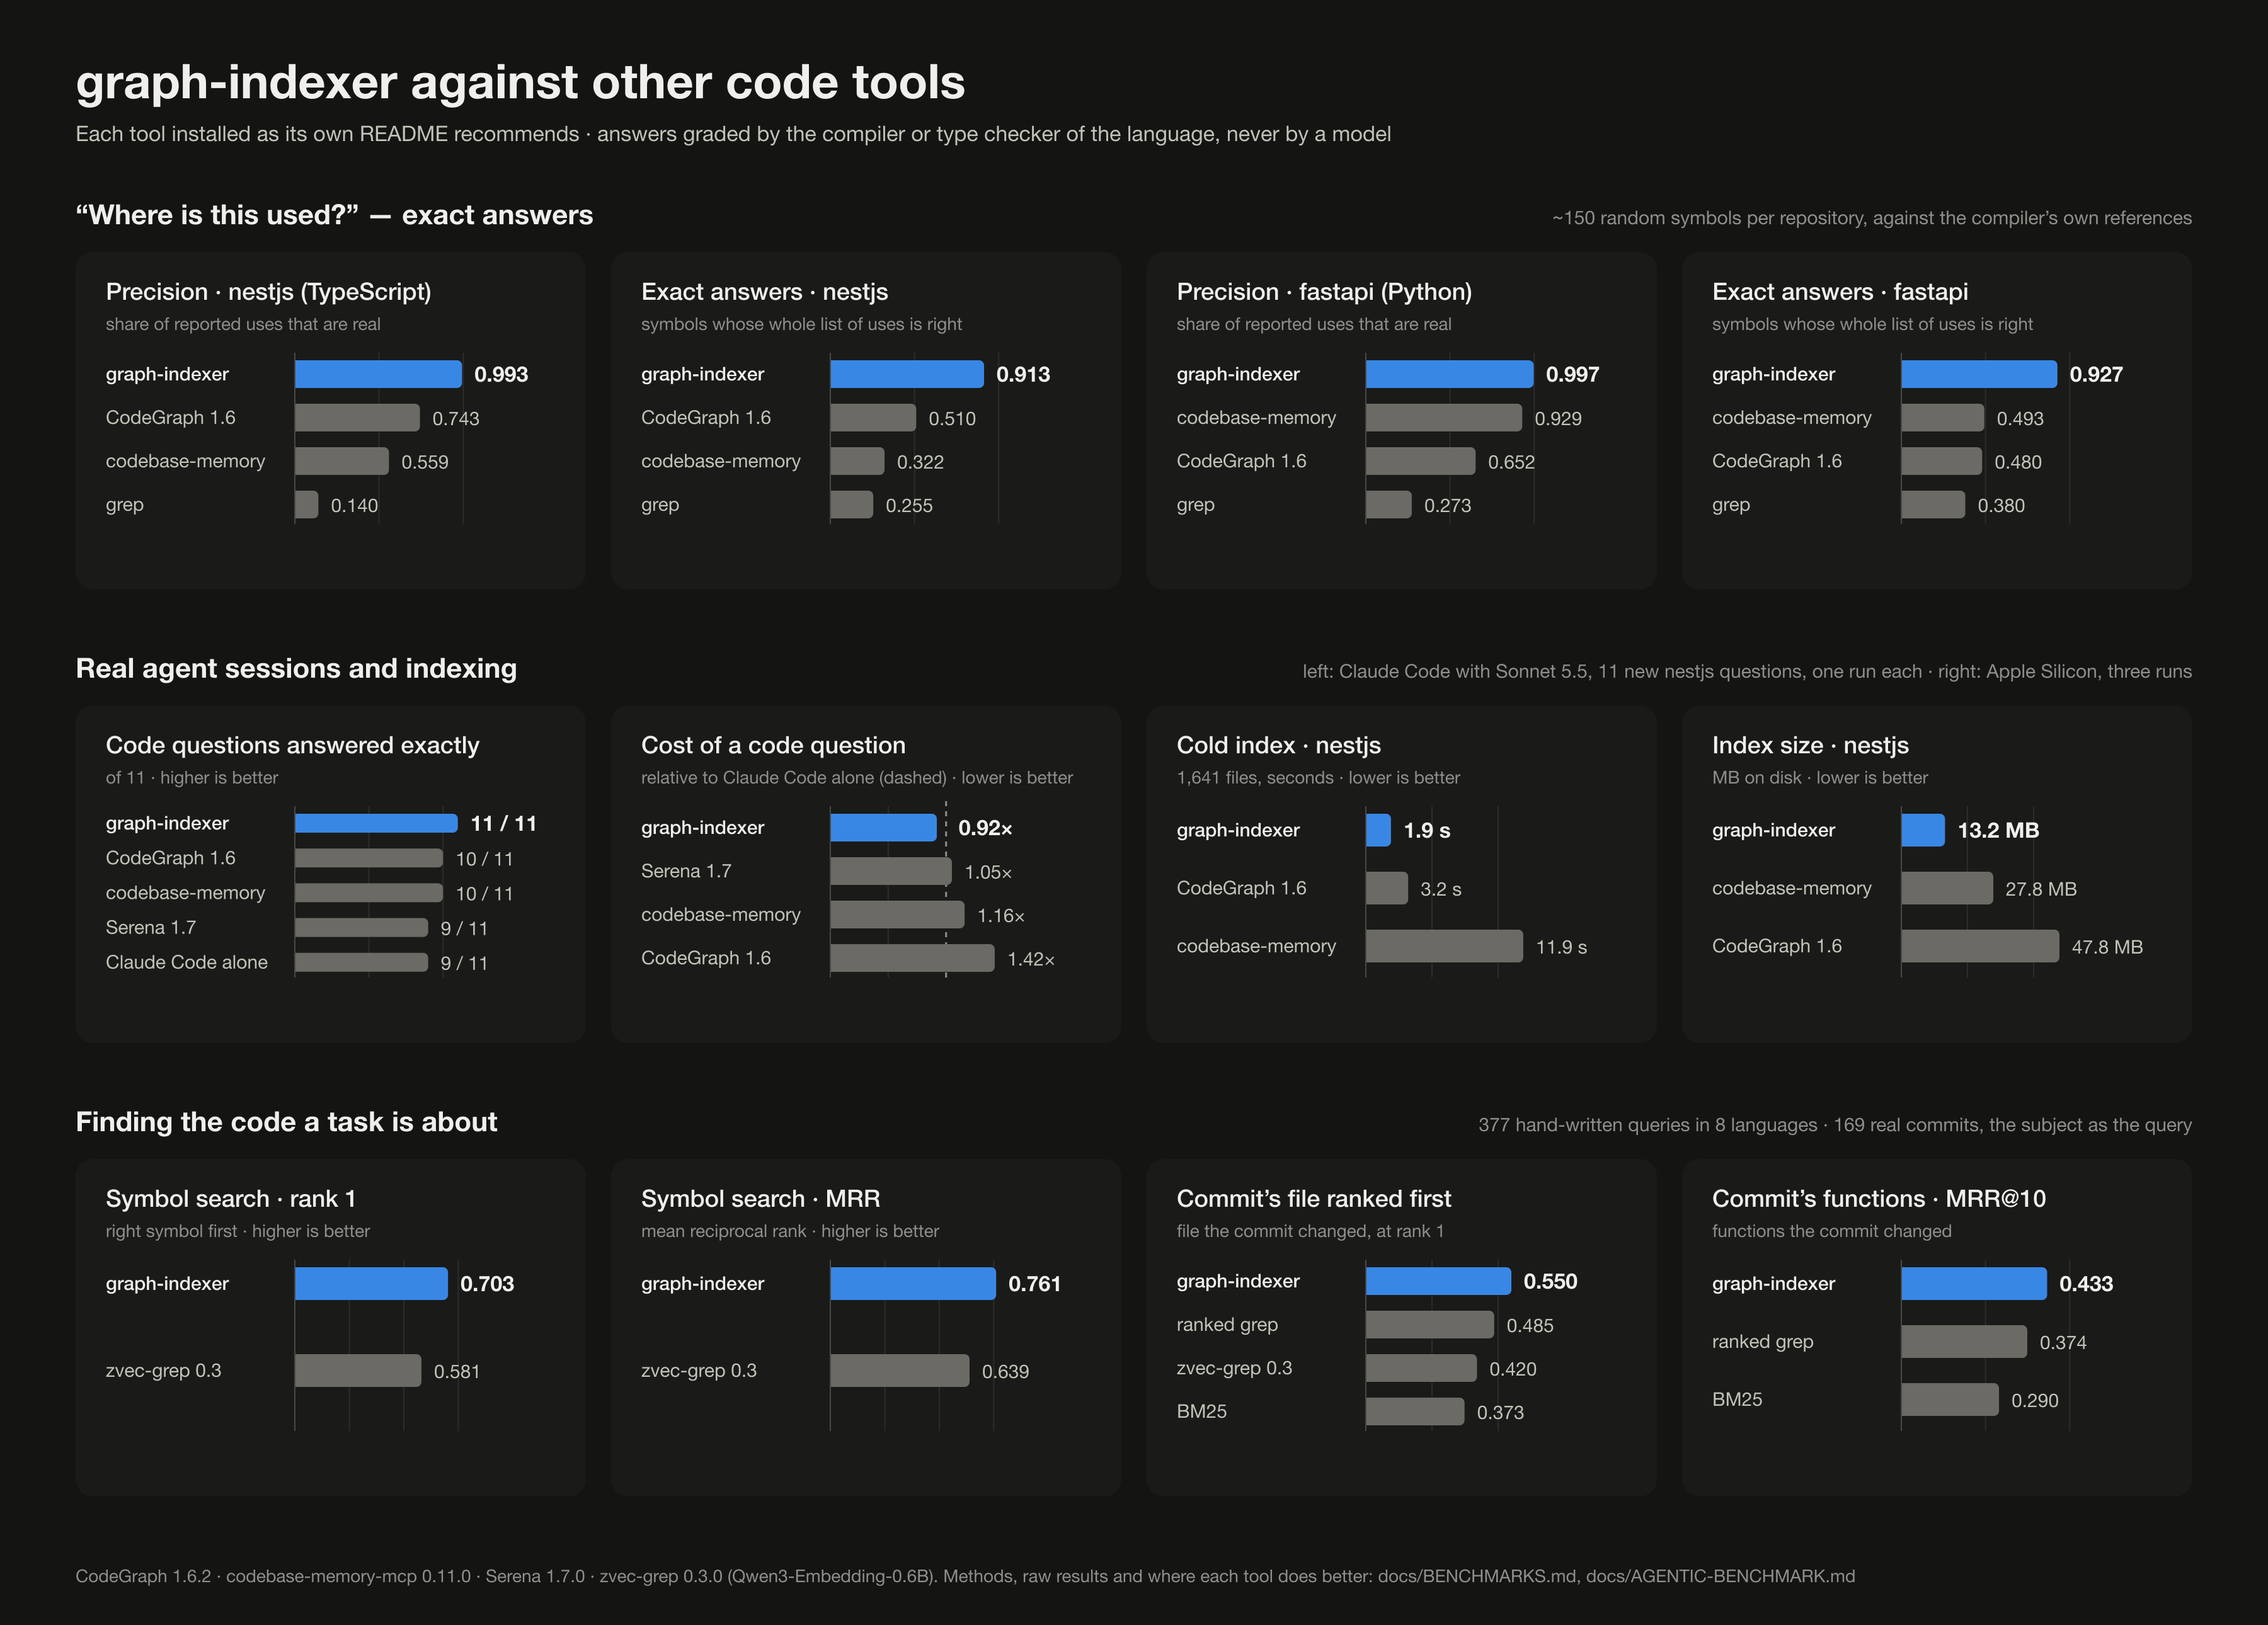 graph-indexer against other code tools
Each tool installed as its own README recommends · answers graded by the compiler or type checker of the language, never by a model
“Where is this used?” — exact answers
~150 random symbols per repository, against the compiler’s own references
Precision · nestjs (TypeScript)
share of reported uses that are real
graph-indexer 0.993
CodeGraph 1.6 0.743
codebase-memory 0.559
grep 0.140
Exact answers · nestjs
symbols whose whole list of uses is right
graph-indexer 0.913
CodeGraph 1.6 0.510
codebase-memory 0.322
grep 0.255
Precision · fastapi (Python)
share of reported uses that are real
graph-indexer 0.997
codebase-memory 0.929
CodeGraph 1.6 0.652
grep 0.273
Exact answers · fastapi
symbols whose whole list of uses is right
graph-indexer 0.927
codebase-memory 0.493
CodeGraph 1.6 0.480
grep 0.380
Real agent sessions and indexing
left: Claude Code with Sonnet 5.5, 11 new nestjs questions, one run each · right: Apple Silicon, three runs
Code questions answered exactly
of 11 · higher is better
graph-indexer 11 / 11
CodeGraph 1.6 10 / 11
codebase-memory 10 / 11
Serena 1.7 9 / 11
Claude Code alone 9 / 11
Cost of a code question
relative to Claude Code alone (dashed) · lower is better
graph-indexer 0.92×
Serena 1.7 1.05×
codebase-memory 1.16×
CodeGraph 1.6 1.42×
Cold index · nestjs
1,641 files, seconds · lower is better
graph-indexer 1.9 s
CodeGraph 1.6 3.2 s
codebase-memory 11.9 s
Index size · nestjs
MB on disk · lower is better
graph-indexer 13.2 MB
codebase-memory 27.8 MB
CodeGraph 1.6 47.8 MB
Finding the code a task is about
377 hand-written queries in 8 languages · 169 real commits, the subject as the query
Symbol search · rank 1
right symbol first · higher is better
graph-indexer 0.703
zvec-grep 0.3 0.581
Symbol search · MRR
mean reciprocal rank · higher is better
graph-indexer 0.761
zvec-grep 0.3 0.639
Commit’s file ranked first
file the commit changed, at rank 1
graph-indexer 0.550
ranked grep 0.485
zvec-grep 0.3 0.420
BM25 0.373
Commit’s functions · MRR@10
functions the commit changed
graph-indexer 0.433
ranked grep 0.374
BM25 0.290
CodeGraph 1.6.2 · codebase-memory-mcp 0.11.0 · Serena 1.7.0 · zvec-grep 0.3.0 (Qwen3-Embedding-0.6B). Methods, raw results and where each tool does better: docs/BENCHMARKS.md, docs/AGENTIC-BENCHMARK.md